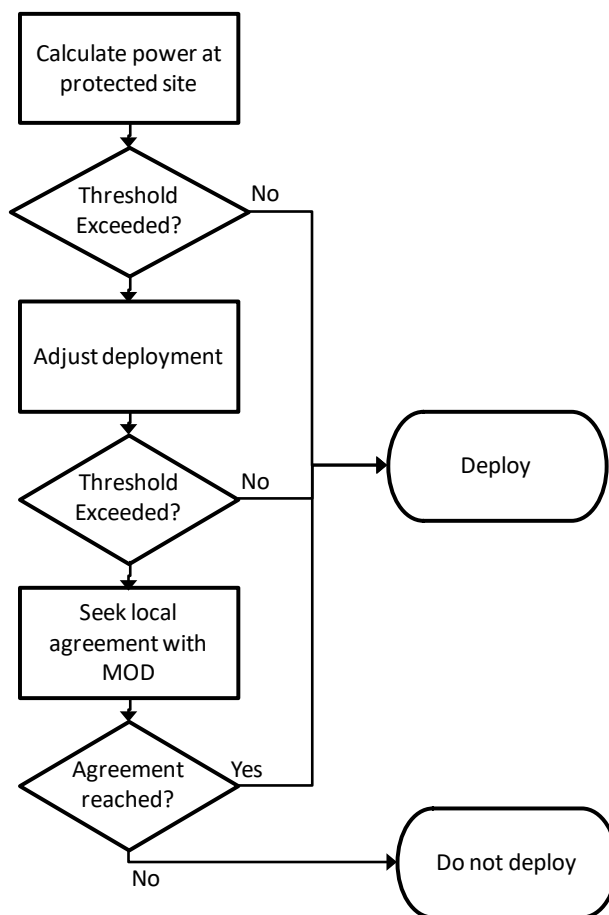 Calculate power at
protected site
Threshold
Exceeded?
No
Adjust deployment
Threshold
Exceeded?
No
Deploy
Seek local
agreement with
MOD
Agreement
reached?
Yes
No
Do not deploy